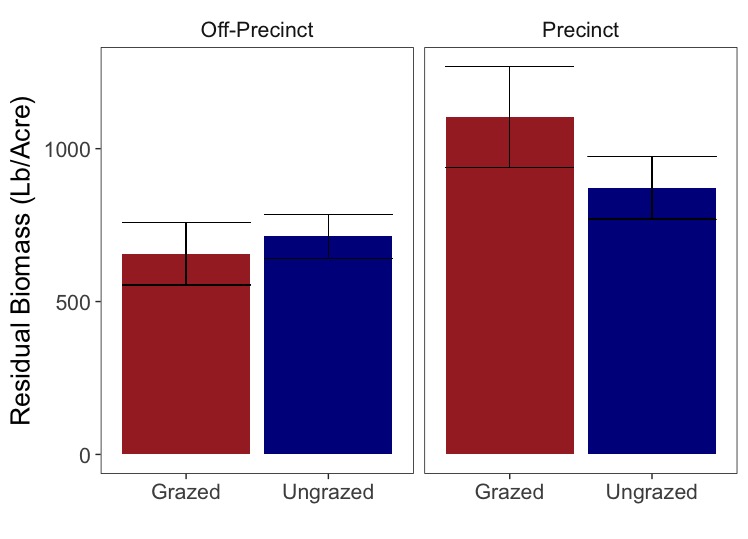 Off-Precinct Precinct
Residual Biomass (Lb/Acre)
1000
500
0
Grazed Ungrazed Grazed Ungrazed